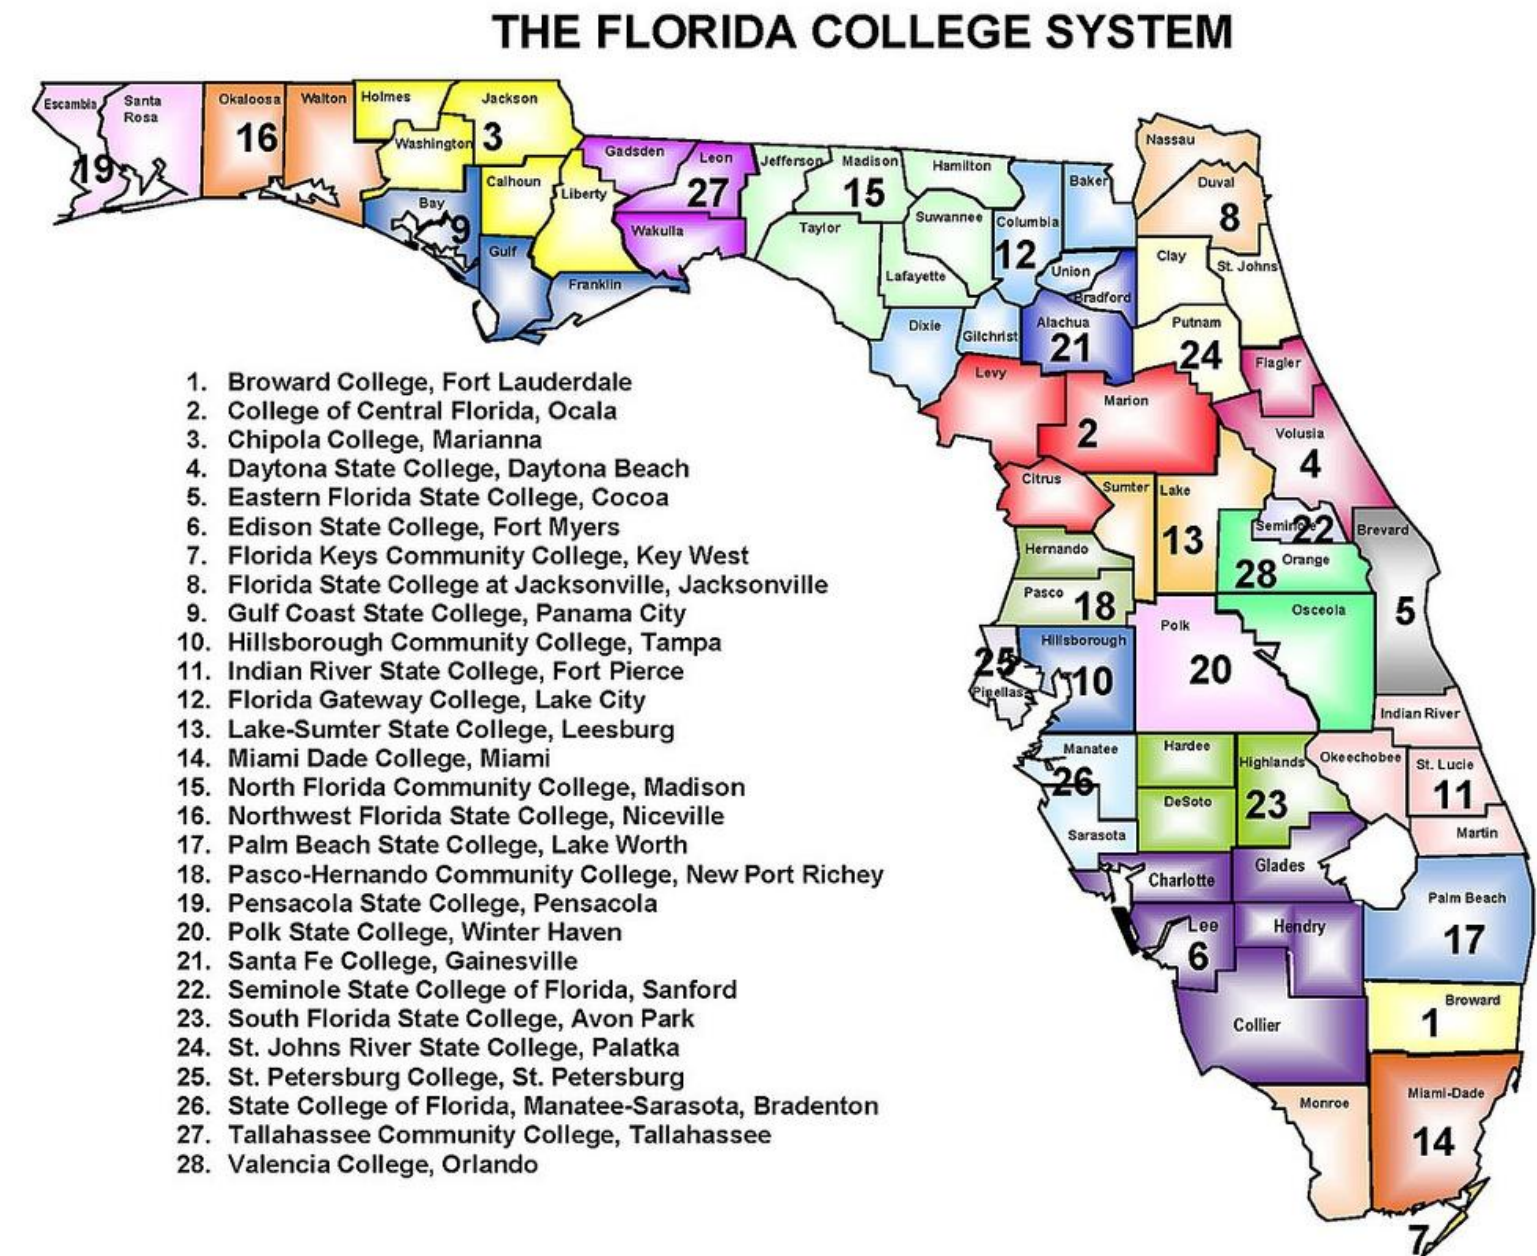 THE FLORIDA COLLEGE SYSTEM
Escambia
Santa
Rosa
19
Okaloosa
16
Walton
Holmes
Jackson
Washington
3
Calhoun
Liberty
Bay
9
Gulf
Franklin
Gadsden
Leon
27
Wakulla
Jefferson
Madison
15
Hamilton
Taylor
Suwannee
Lafayette
Columbia
12
Baker
Union
Bradford
Nassau
Duval
8
Clay
St. Johns
Dixie
Gilchrist
Alachua
21
Putnam
24
Flagler
Levy
Marion
2
Volusia
4
Citrus
Sumter
Lake
13
Seminole
22
Orange
28
Brevard
5
Hernando
Pasco
18
Osceola
Polk
20
Hillsborough
10
25
Pinellas
Indian River
Manatee
26
Hardee
Highlands
23
Okeechobee
St. Lucie
11
DeSoto
Sarasota
Martin
Charlotte
Glades
Palm Beach
17
Lee
6
Hendry
Collier
Broward
1
Monroe
Miami-Dade
14
7
1. Broward College, Fort Lauderdale
2. College of Central Florida, Ocala
3. Chipola College, Marianna
4. Daytona State College, Daytona Beach
5. Eastern Florida State College, Cocoa
6. Edison State College, Fort Myers
7. Florida Keys Community College, Key West
8. Florida State College at Jacksonville, Jacksonville
9. Gulf Coast State College, Panama City
10. Hillsborough Community College, Tampa
11. Indian River State College, Fort Pierce
12. Florida Gateway College, Lake City
13. Lake-Sumter State College, Leesburg
14. Miami Dade College, Miami
15. North Florida Community College, Madison
16. Northwest Florida State College, Niceville
17. Palm Beach State College, Lake Worth
18. Pasco-Hernando Community College, New Port Richey
19. Pensacola State College, Pensacola
20. Polk State College, Winter Haven
21. Santa Fe College, Gainesville
22. Seminole State College of Florida, Sanford
23. South Florida State College, Avon Park
24. St. Johns River State College, Palatka
25. St. Petersburg College, St. Petersburg
26. State College of Florida, Manatee-Sarasota, Bradenton
27. Tallahassee Community College, Tallahassee
28. Valencia College, Orlando